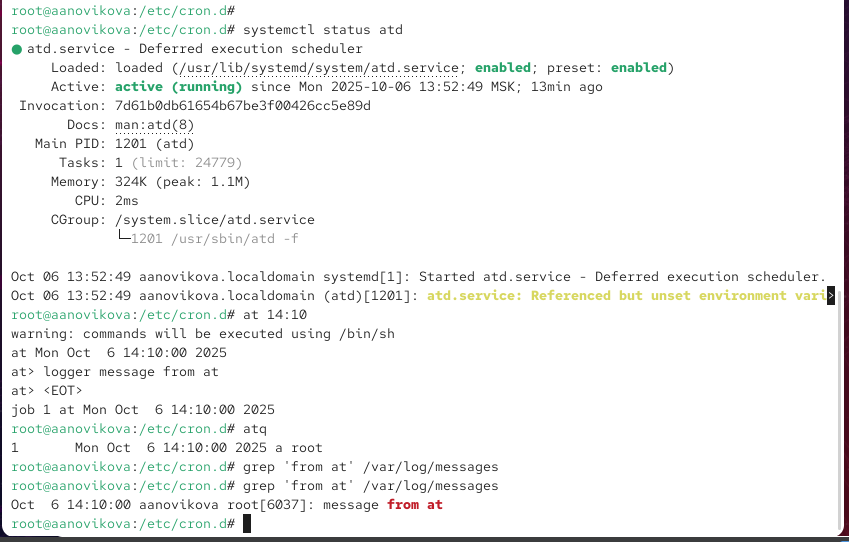 root@aanovikova:/etc/cron.d#
root@aanovikova:/etc/cron.d# systemctl status atd
● atd.service - Deferred execution scheduler
     Loaded: loaded (/usr/lib/systemd/system/atd.service; enabled; preset: enabled)
     Active: active (running) since Mon 2025-10-06 13:52:49 MSK; 13min ago
 Invocation: 7d61b0db61654b67be3f00426cc5e89d
       Docs: man:atd(8)
   Main PID: 1201 (atd)
      Tasks: 1 (limit: 24779)
     Memory: 324K (peak: 1.1M)
        CPU: 2ms
     CGroup: /system.slice/atd.service
             └─1201 /usr/sbin/atd -f

Oct 06 13:52:49 aanovikova.localdomain systemd[1]: Started atd.service - Deferred execution scheduler.
Oct 06 13:52:49 aanovikova.localdomain (atd)[1201]: atd.service: Referenced but unset environment vari>
root@aanovikova:/etc/cron.d# at 14:10
warning: commands will be executed using /bin/sh
at Mon Oct  6 14:10:00 2025
at> logger message from at
at> <EOT>
job 1 at Mon Oct  6 14:10:00 2025
root@aanovikova:/etc/cron.d# atq
1       Mon Oct  6 14:10:00 2025 a root
root@aanovikova:/etc/cron.d# grep 'from at' /var/log/messages
root@aanovikova:/etc/cron.d# grep 'from at' /var/log/messages
Oct  6 14:10:00 aanovikova root[6037]: message from at
root@aanovikova:/etc/cron.d#